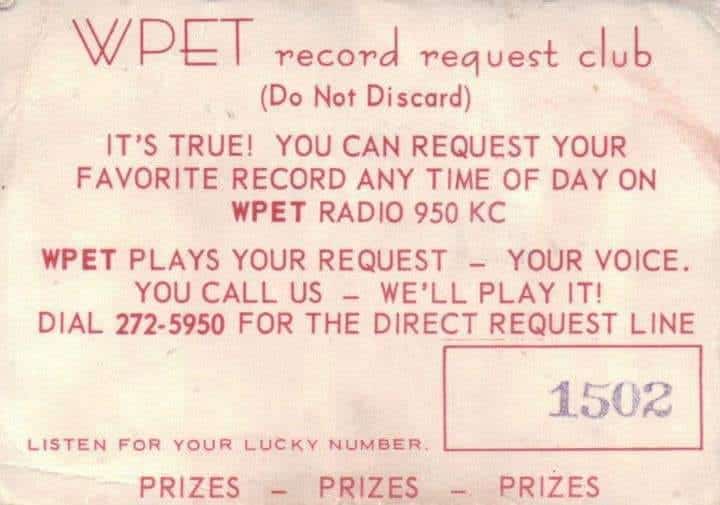 WPET record request club
(Do Not Discard)
IT'S TRUE! YOU CAN REQUEST YOUR
FAVORITE RECORD ANY TIME OF DAY ON
WPET RADIO 950 KC
WPET PLAYS YOUR REQUEST – YOUR VOICE.
YOU CALL US – WE'LL PLAY IT!
DIAL 272-5950 FOR THE DIRECT REQUEST LINE
1502
LISTEN FOR YOUR LUCKY NUMBER.
PRIZES – PRIZES – PRIZES